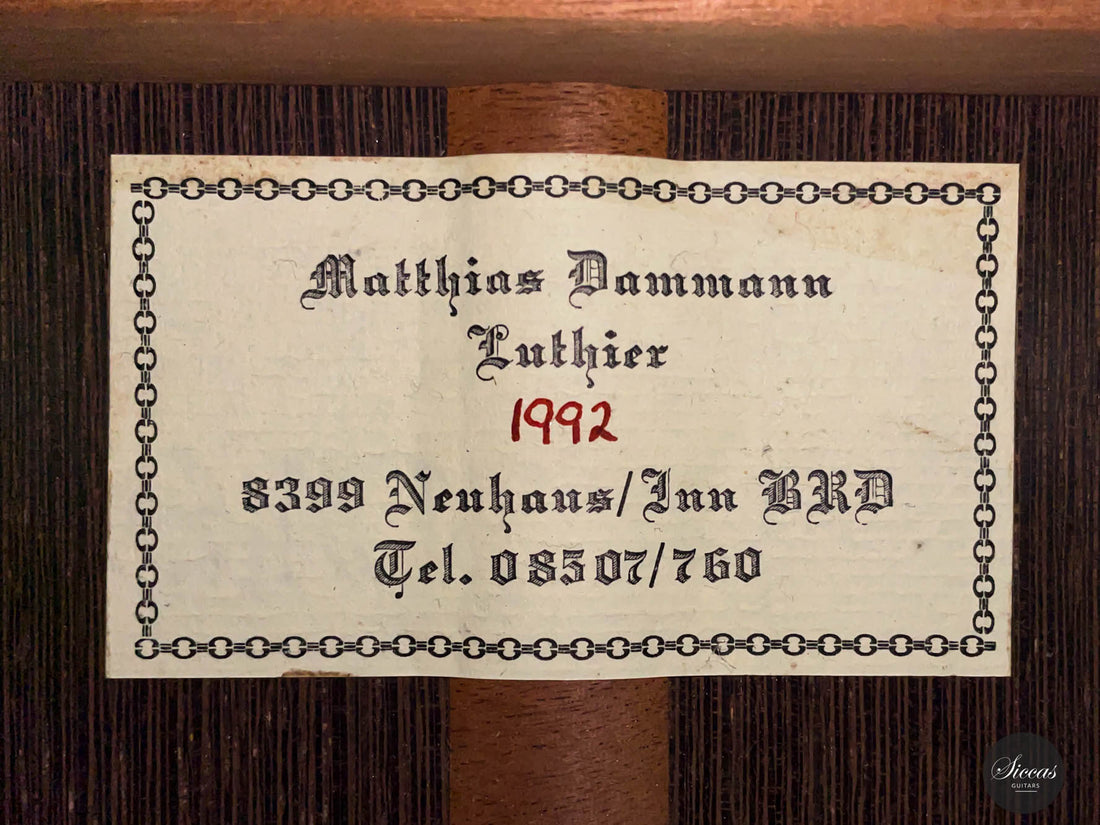 Matthias Dammann
Luthier
1992
8399 Neuhaus/Inn BRD
Tel. 08507/760
Siccas
GUITARS